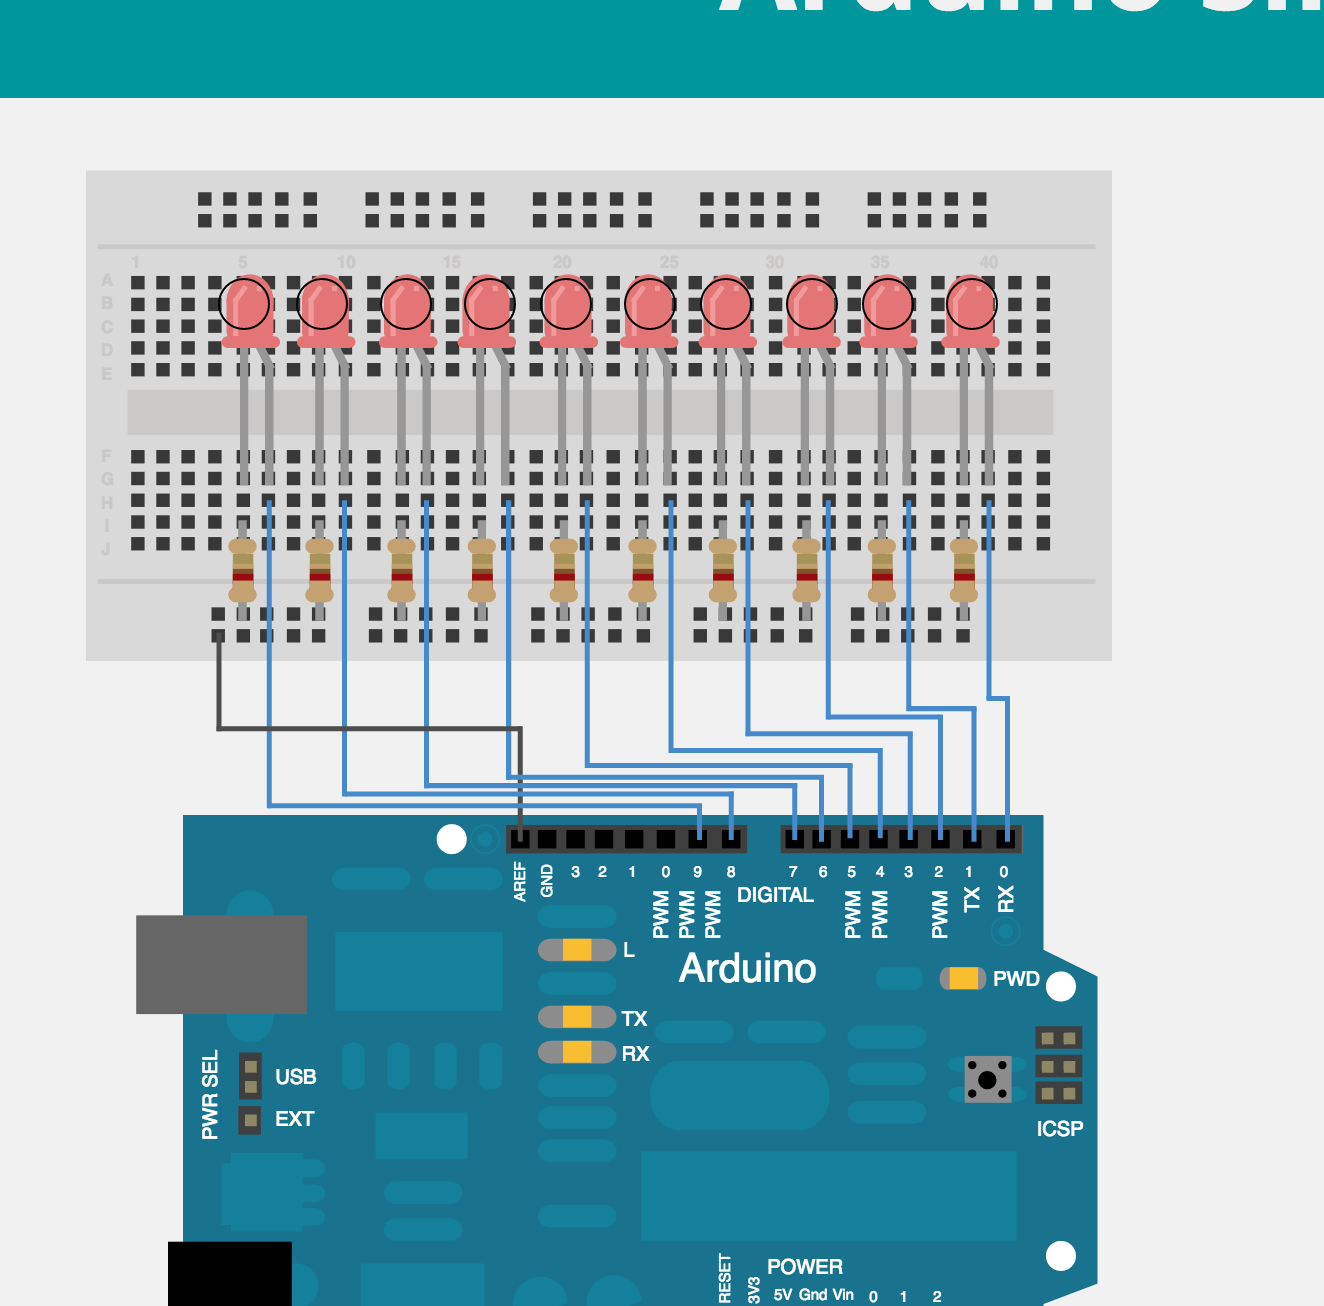 Arduino
1 5 10 15 20 25 30 35 40
A
B
C
D
E
F
G
H
I
J
AREF GND 3 2 1 0 9 8 7 6 5 4 3 2 1 0
PWM PWM PWM DIGITAL PWM PWM PWM TX RX
L
Arduino
PWD
TX
RX
PWR SEL
USB
EXT
ICSP
RESET 3V3
POWER
5V Gnd Vin 0 1 2